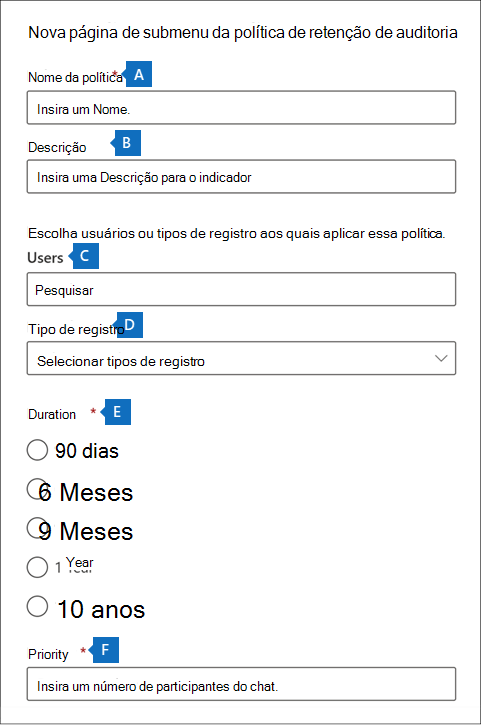 Nova página de submenu da política de retenção de auditoria
Nome da política * A
Insira um Nome.
Descrição B
Insira uma Descrição para o indicador
Escolha usuários ou tipos de registro aos quais aplicar essa política.
Users C
Pesquisar
Tipo de registro D
Selecionar tipos de registro
Duration * E
90 dias
6 Meses
9 Meses
1 Year
10 anos
Priority * F
Insira um número de participantes do chat.